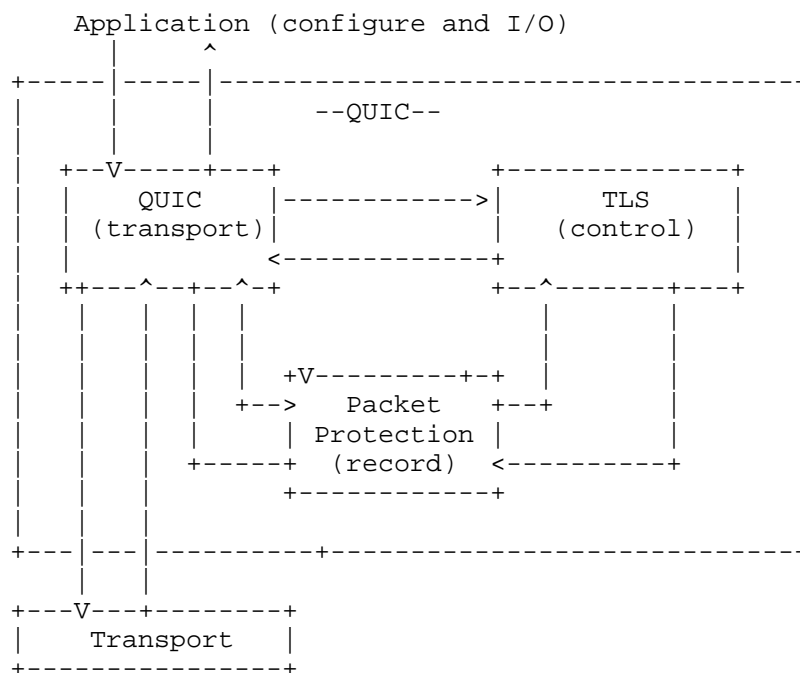 Application (configure and I/O)
--QUIC--
QUIC TLS
(transport) (control)
Packet
Protection
(record)
Transport